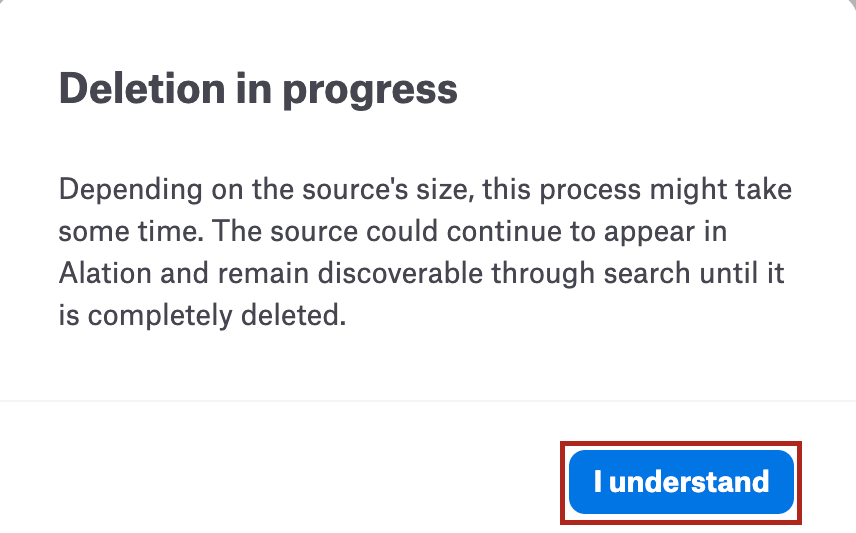 Deletion in progress
Depending on the source's size, this process might take
some time. The source could continue to appear in
Alation and remain discoverable through search until it
is completely deleted.
I understand